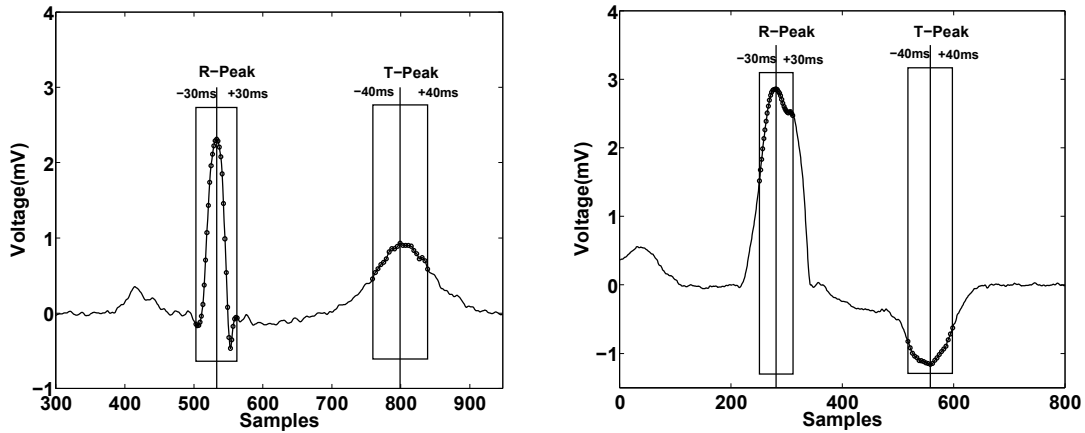 4
3
2
1
0
−1
300 400 500 600 700 800 900
Samples
Voltage(mV)
R−Peak
−30ms +30ms
T−Peak
−40ms +40ms
4
3
2
1
0
−1
0 200 400 600 800
Samples
Voltage(mV)
R−Peak
−30ms +30ms
T−Peak
−40ms +40ms